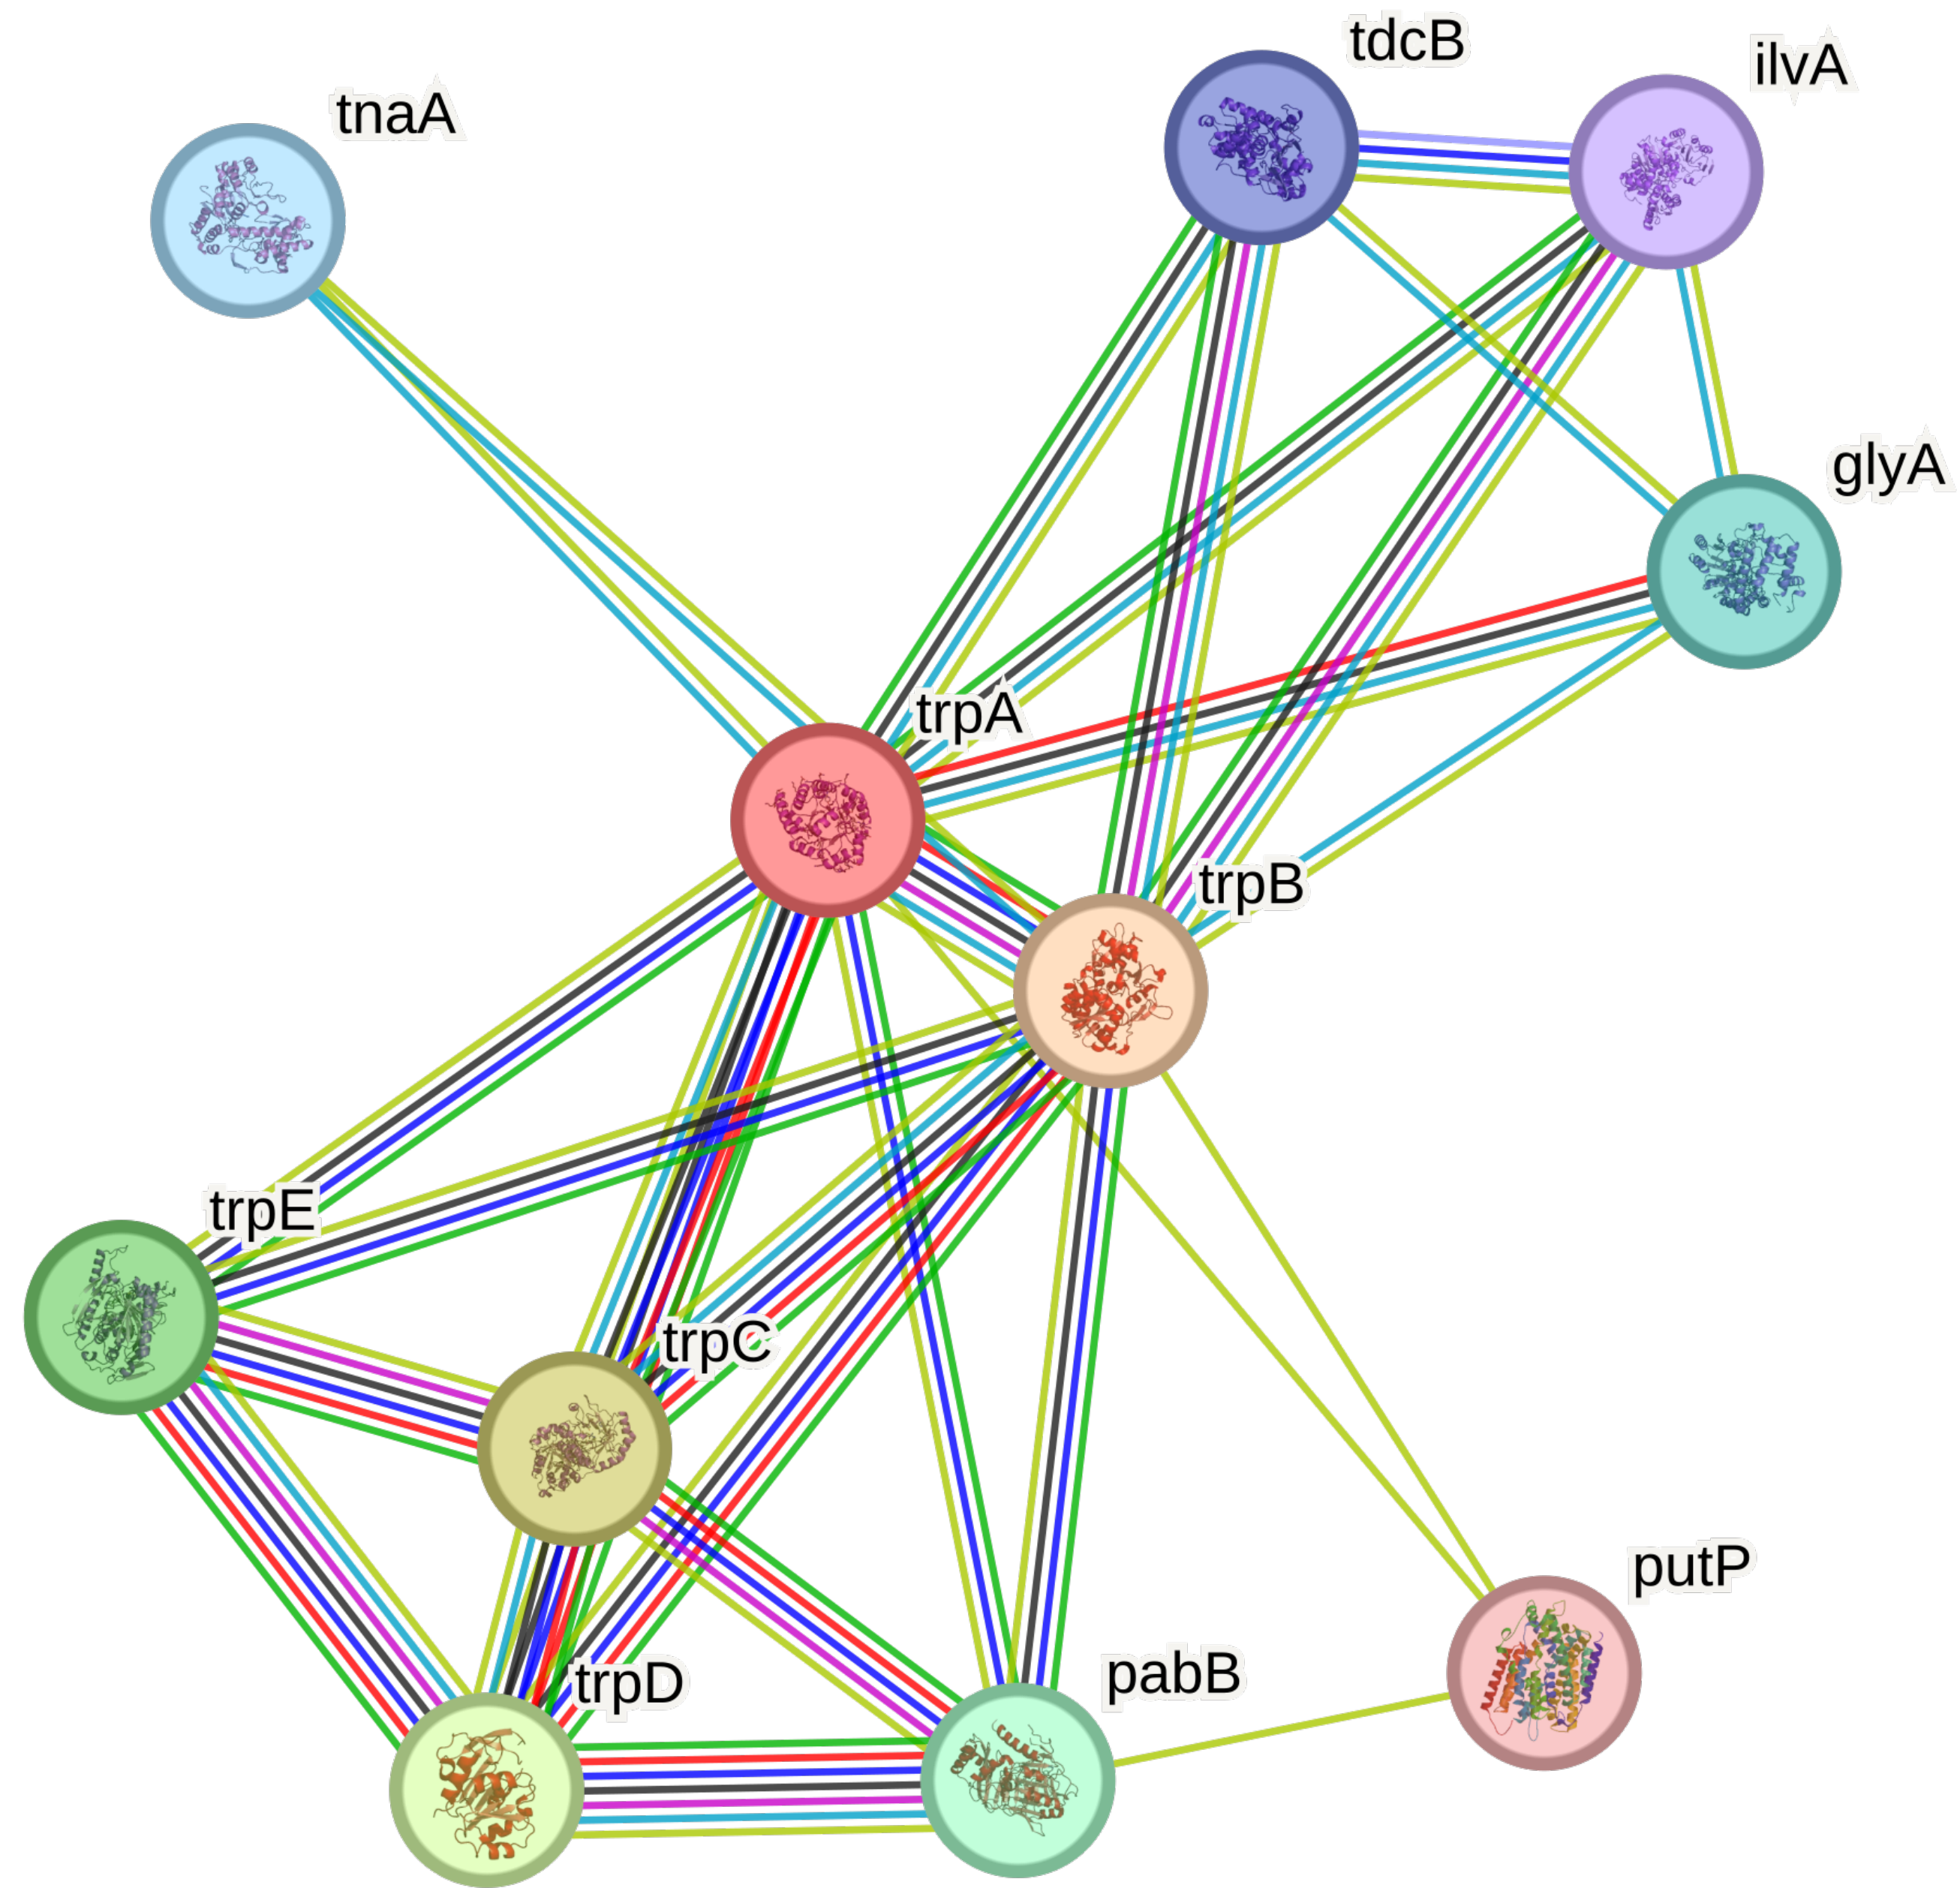 tdcB
ilvA
tnaA
glyA
trpA
trpB
trpE
trpC
putP
pabB
trpD